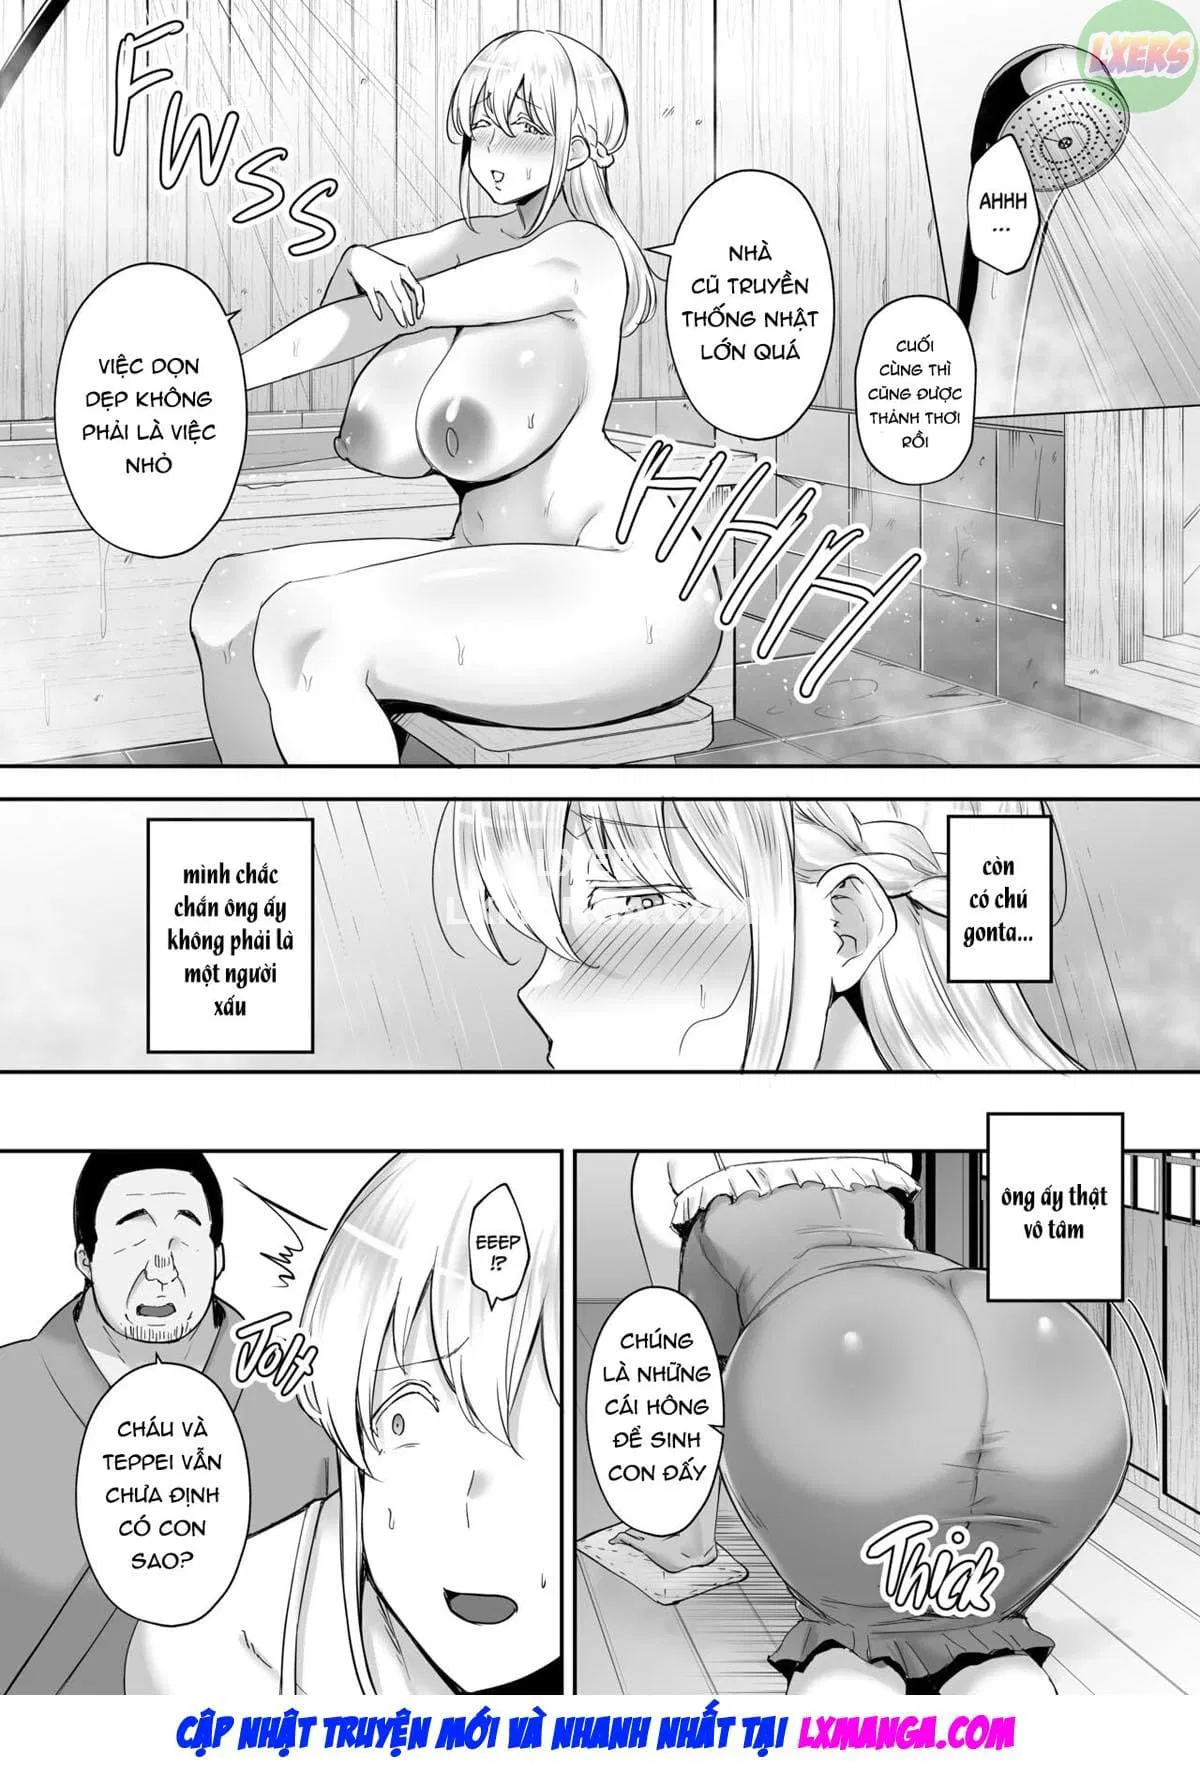 LXERS
AHHH
...
CUỐI
CÙNG THÌ
CŨNG ĐƯỢC
THẢNH THƠI
RỒI
FWSSS
NHÀ
CŨ TRUYỀN
THỐNG NHẬT
LỚN QUÁ
VIỆC DỌN
DẸP KHÔNG
PHẢI LÀ VIỆC
NHỎ
còn
có chú
gonta...
mình chắc
chắn ông ấy
không phải là
một người
xấu
ông ấy thật
vô tâm
CHÚNG
LÀ NHỮNG
CÁI HÔNG
ĐỂ SINH
CON ĐẤY
THICK
EEEP
!?
JOLT
CHÁU VÀ
TEPPEI VẪN
CHƯA ĐỊNH
CÓ CON
SAO?
CẬP NHẬT TRUYỆN MỚI VÀ NHANH NHẤT TẠI LXMANGA.COM